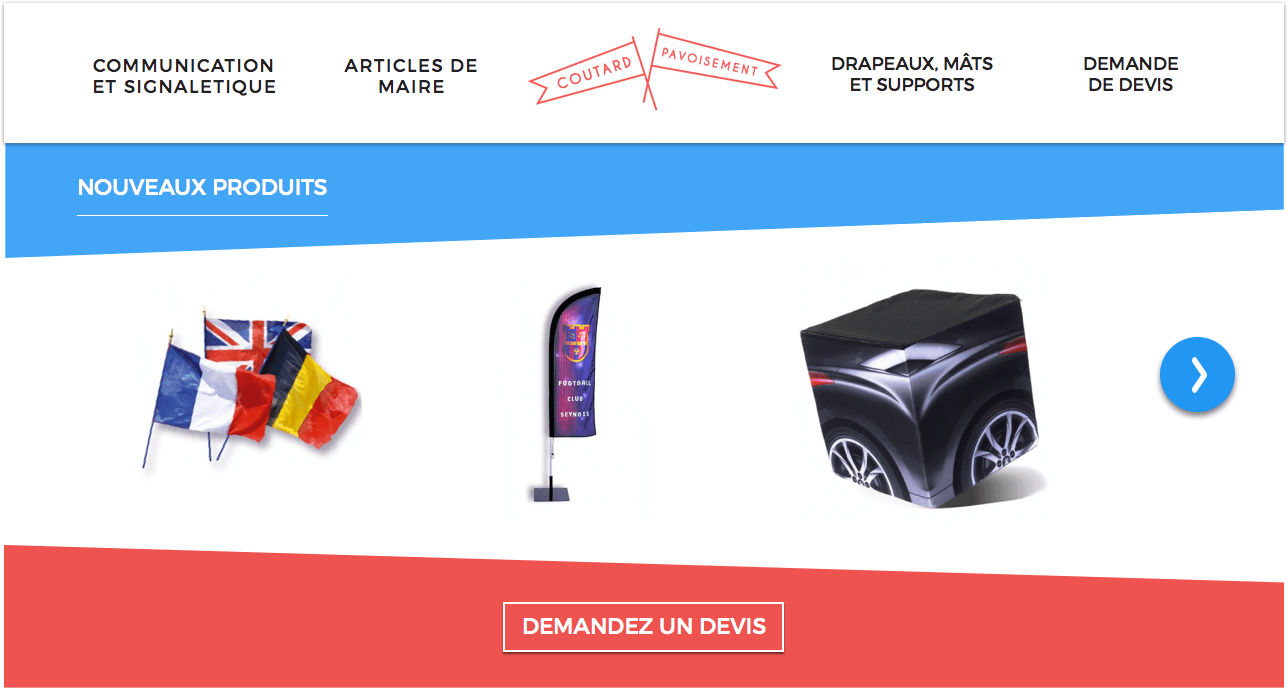 COMMUNICATION
ET SIGNALETIQUE
ARTICLES DE
MAIRE
COUTARD
PAVOISEMENT
DRAPEAUX, MÂTS
ET SUPPORTS
DEMANDE
DE DEVIS
NOUVEAUX PRODUITS
FOOTBALL
CLUB
SEYNOIS
DEMANDEZ UN DEVIS